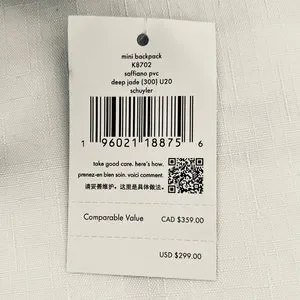 mini backpack
K8702
saffiano pvc
deep jade (300) U20
schuyler
1 96021 18875 6
take good care. here's how.
prenez-en bien soin. voici comment.
请妥善维护。这里是具体做法。
Comparable Value CAD $359.00
USD $299.00